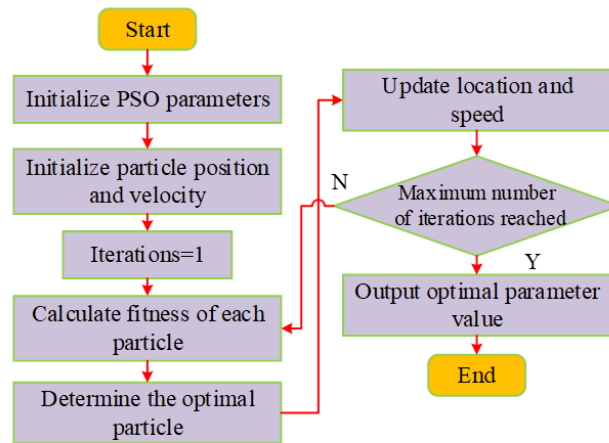 Start
Initialize PSO parameters
Initialize particle position
and velocity
Iterations=1
Calculate fitness of each
particle
Determine the optimal
particle
Update location and
speed
N
Maximum number
of iterations reached
Y
Output optimal parameter
value
End